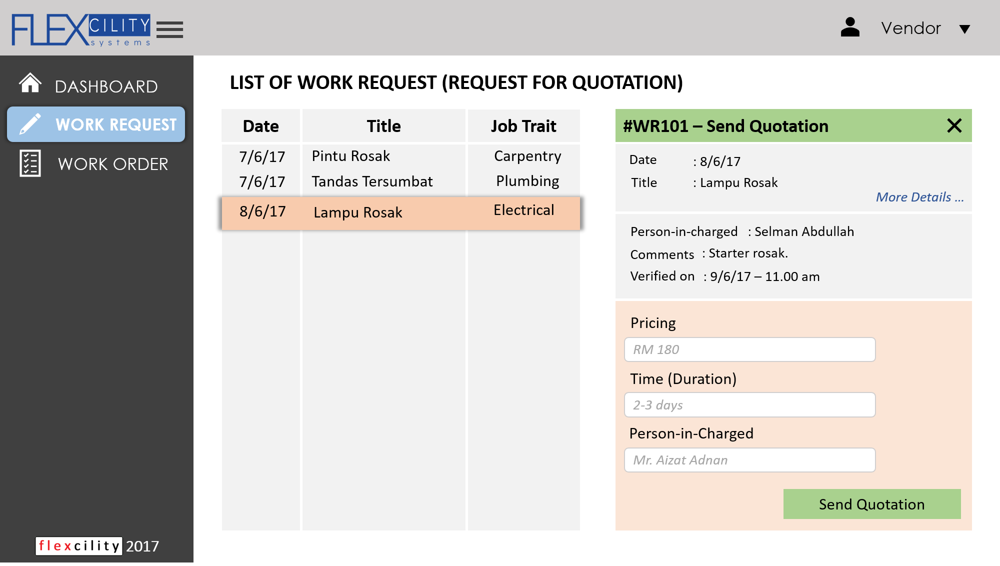 FLEXCILITY
systems
Vendor
DASHBOARD
WORK REQUEST
WORK ORDER
LIST OF WORK REQUEST (REQUEST FOR QUOTATION)
Date Title Job Trait
7/6/17 Pintu Rosak Carpentry
7/6/17 Tandas Tersumbat Plumbing
8/6/17 Lampu Rosak Electrical
#WR101 – Send Quotation
Date : 8/6/17
Title : Lampu Rosak
More Details ...
Person-in-charged : Selman Abdullah
Comments : Starter rosak.
Verified on : 9/6/17 – 11.00 am
Pricing
RM 180
Time (Duration)
2-3 days
Person-in-Charged
Mr. Aizat Adnan
Send Quotation
flexcility 2017